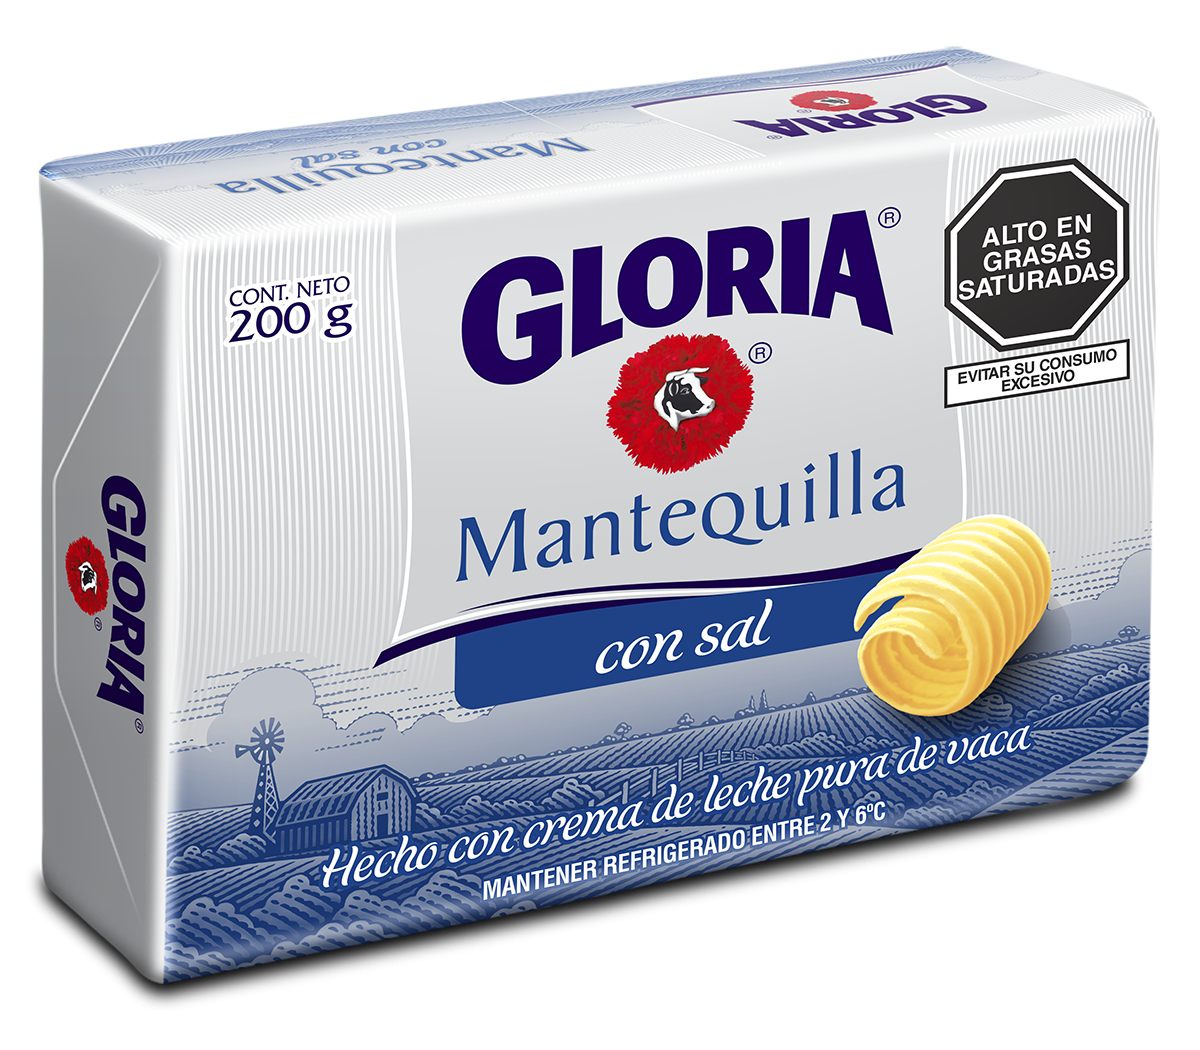 GLORIA®
Mantequilla
con sal
CONT. NETO
200 g
GLORIA®
®
ALTO EN
GRASAS
SATURADAS
EVITAR SU CONSUMO
EXCESIVO
Mantequilla
con sal
Hecho con crema de leche pura de vaca
MANTENER REFRIGERADO ENTRE 2 Y 6ºC
GLORIA®
®